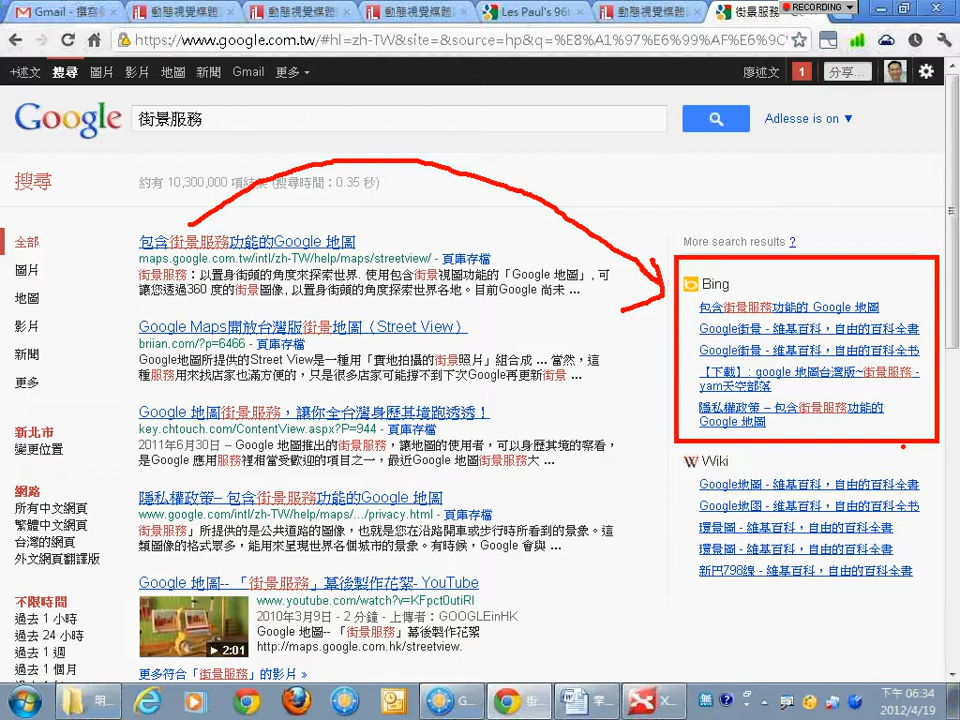 Gmail - 撰寫
動態視覺媒體
動態視覺媒體
動態視覺媒體
Les Paul's 96t
動態視覺媒體
街景服務
RECORDING
https://www.google.com.tw/#hl=zh-TW&site=&source=hp&q=%E8%A1%97%E6%99%AF%E6%9C
+述文 搜尋 圖片 影片 地圖 新聞 Gmail 更多
廖述文 1 分享...
Google 街景服務 Adlesse is on ▼
搜尋 約有 10,300,000 項結果 (搜尋時間：0.35 秒)
全部
圖片
地圖
影片
新聞
更多
新北市
變更位置
網路
所有中文網頁
繁體中文網頁
台灣的網頁
外文網頁翻譯版
不限時間
過去 1 小時
過去 24 小時
過去 1 週
過去 1 個月
包含街景服務功能的Google 地圖
maps.google.com.tw/intl/zh-TW/help/maps/streetview/ - 頁庫存檔
街景服務：以置身街頭的角度來探索世界. 使用包含街景視圖功能的「Google 地圖」, 可
讓您透過360 度的街景圖像, 以置身街頭的角度探索世界各地。目前Google 尚未 ...
Google Maps開放台灣版街景地圖（Street View）
briian.com/?p=6466 - 頁庫存檔
Google地圖所提供的Street View是一種用「實地拍攝的街景照片」組合成 ... 當然，這
種服務用來找店家也滿方便的，只是很多店家可能撐不到下次Google再更新街景 ...
Google 地圖街景服務，讓你全台灣身歷其境跑透透！
key.chtouch.com/ContentView.aspx?P=944 - 頁庫存檔
2011年6月30日 – Google 地圖推出的街景服務，讓地圖的使用者，可以身歷其境的察看，
是Google 應用服務裡相當受歡迎的項目之一，最近Google 地圖街景服務大 ...
隱私權政策– 包含街景服務功能的Google 地圖
www.google.com/intl/zh-TW/help/maps/.../privacy.html - 頁庫存檔
街景服務」所提供的是公共道路的圖像，也就是您在沿路開車或步行時所看到的景象。這
類圖像的格式眾多，能用來呈現世界各個城市的景象。有時候，Google 會與 ...
Google 地圖-- 「街景服務」幕後製作花絮- YouTube
www.youtube.com/watch?v=KFpct0utiRI
2010年3月9日 - 2 分鐘 - 上傳者：GOOGLEinHK
Google 地圖-- 「街景服務」幕後製作花絮
http://maps.google.com.hk/streetview.
2:01
更多符合「街景服務」的影片 »
More search results ?
Bing
包含街景服務功能的 Google 地圖
Google街景 - 維基百科，自由的百科全書
Google街景 - 維基百科，自由的百科全书
【下載】: google 地圖台灣版~街景服務 -
yam天空部落
隱私權政策 – 包含街景服務功能的
Google 地圖
W Wiki
Google地圖 - 維基百科，自由的百科全書
Google地图 - 維基百科，自由的百科全书
環景圖 - 維基百科，自由的百科全書
環景圖 - 維基百科，自由的百科全書
新巴798線 - 維基百科，自由的百科全書
明...
G...
街...
掌...
X...
下午 06:34
2012/4/19